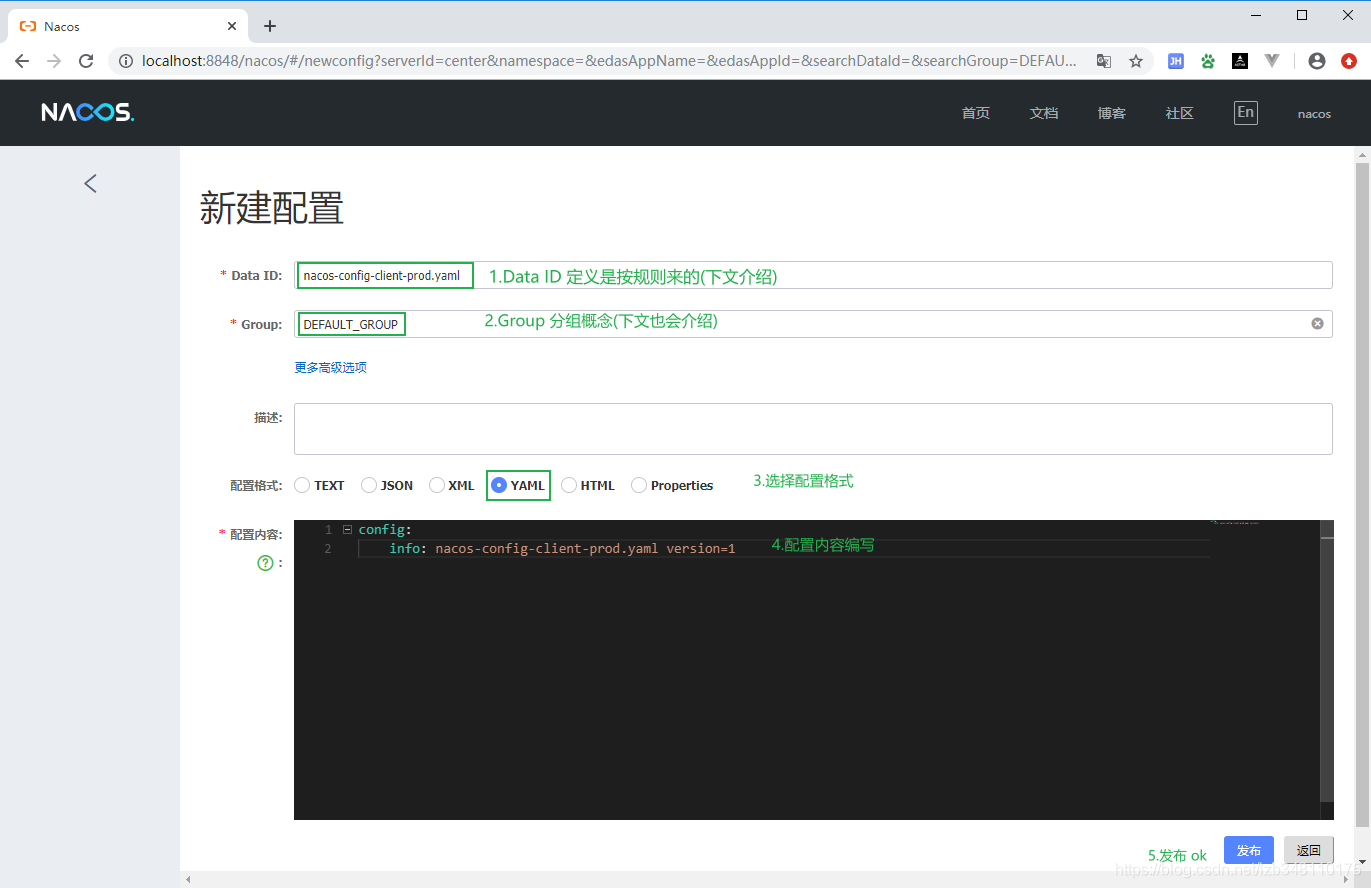 Nacos
localhost:8848/nacos/#/newconfig?serverId=center&namespace=&edasAppName=&edasAppId=&searchDataId=&searchGroup=DEFAU...
JH
NACOS.
首页 文档 博客 社区 En nacos
新建配置
* Data ID: nacos-config-client-prod.yaml 1.Data ID 定义是按规则来的(下文介绍)
* Group: DEFAULT_GROUP 2.Group 分组概念(下文也会介绍)
更多高级选项
描述:
配置格式: TEXT JSON XML YAML HTML Properties 3.选择配置格式
* 配置内容: 1 config:
? : 2 info: nacos-config-client-prod.yaml version=1 4.配置内容编写
5.发布 ok 发布 返回